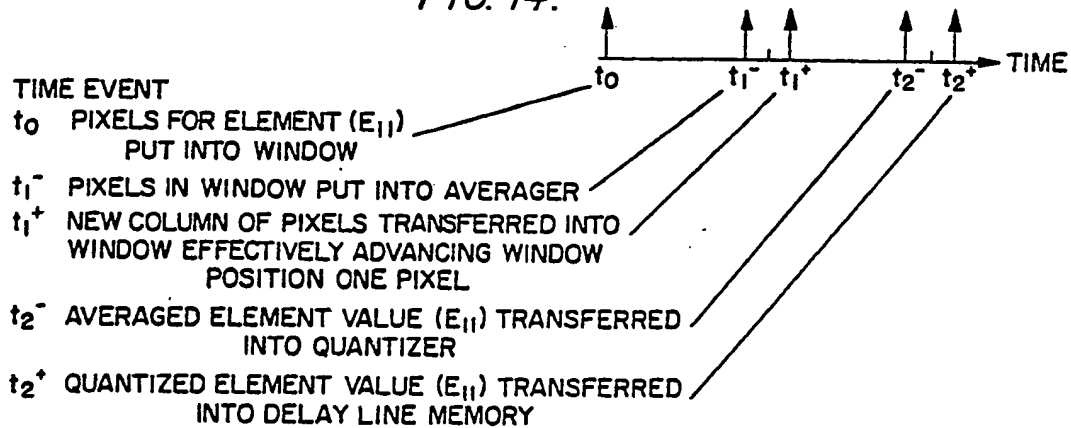 FIG. 14.
TIME
t₀ t₁⁻ t₁⁺ t₂⁻ t₂⁺
TIME EVENT
t₀ PIXELS FOR ELEMENT (E₁₁)
PUT INTO WINDOW
t₁⁻ PIXELS IN WINDOW PUT INTO AVERAGER
t₁⁺ NEW COLUMN OF PIXELS TRANSFERRED INTO
WINDOW EFFECTIVELY ADVANCING WINDOW
POSITION ONE PIXEL
t₂⁻ AVERAGED ELEMENT VALUE (E₁₁) TRANSFERRED
INTO QUANTIZER
t₂⁺ QUANTIZED ELEMENT VALUE (E₁₁) TRANSFERRED
INTO DELAY LINE MEMORY